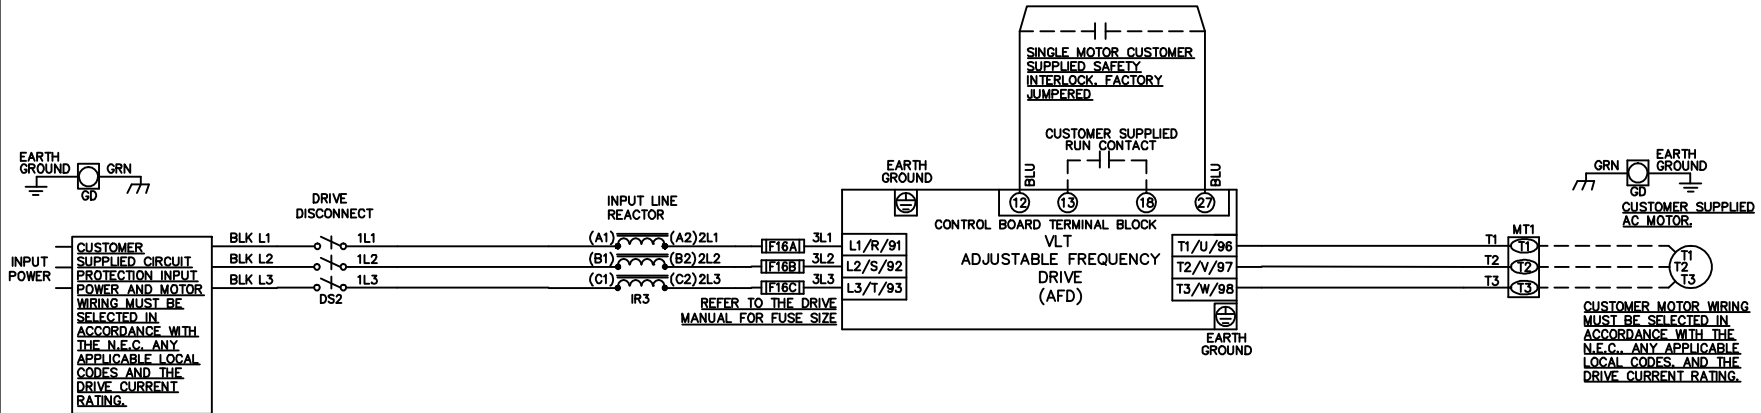 SINGLE MOTOR CUSTOMER
SUPPLIED SAFETY
INTERLOCK, FACTORY
JUMPERED
CUSTOMER SUPPLIED
RUN CONTACT
BLU
BLU
EARTH
GROUND
GRN
GD
EARTH
GROUND
12
13
18
27
CONTROL BOARD TERMINAL BLOCK
GRN
EARTH
GROUND
GD
CUSTOMER SUPPLIED
AC MOTOR.
DRIVE
DISCONNECT
INPUT LINE
REACTOR
INPUT
POWER
CUSTOMER
SUPPLIED CIRCUIT
PROTECTION INPUT
POWER AND MOTOR
WIRING MUST BE
SELECTED IN
ACCORDANCE WITH
THE N.E.C. ANY
APPLICABLE LOCAL
CODES AND THE
DRIVE CURRENT
RATING.
BLK L1
1L1
(A1)
(A2) 2L1
F16A
3L1
L1/R/91
BLK L2
1L2
(B1)
(B2) 2L2
F16B
3L2
L2/S/92
BLK L3
1L3
(C1)
(C2) 2L3
F16C
3L3
L3/T/93
DS2
IR3
REFER TO THE DRIVE
MANUAL FOR FUSE SIZE
VLT
ADJUSTABLE FREQUENCY
DRIVE
(AFD)
T1/U/96
T2/V/97
T3/W/98
EARTH
GROUND
MT1
T1
T1
T1
T2
T2
T2
T3
T3
T3
CUSTOMER MOTOR WIRING
MUST BE SELECTED IN
ACCORDANCE WITH THE
N.E.C., ANY APPLICABLE
LOCAL CODES, AND THE
DRIVE CURRENT RATING.